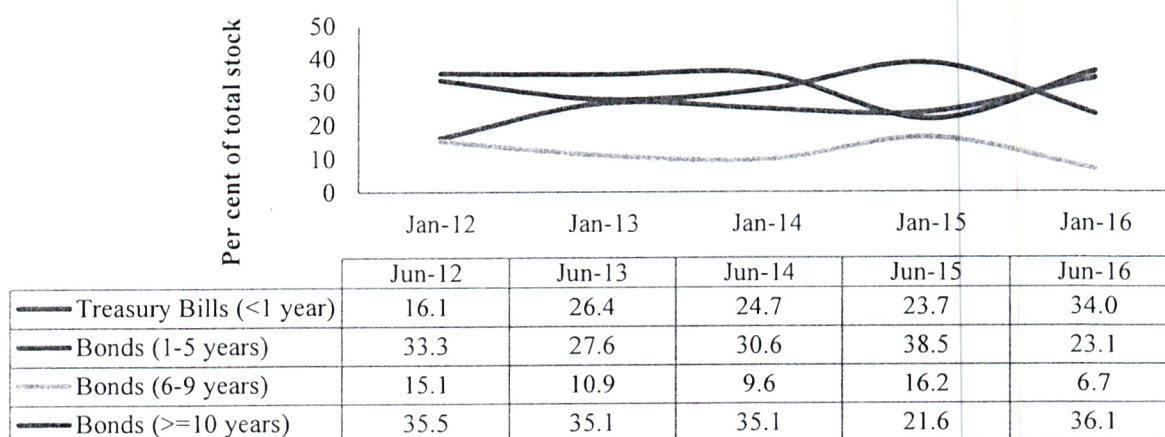 Per cent of total stock
50
40
30
20
10
0
Jan-12 Jan-13 Jan-14 Jan-15 Jan-16
Jun-12 Jun-13 Jun-14 Jun-15 Jun-16
Treasury Bills (<1 year) 16.1 26.4 24.7 23.7 34.0
Bonds (1-5 years) 33.3 27.6 30.6 38.5 23.1
Bonds (6-9 years) 15.1 10.9 9.6 16.2 6.7
Bonds (>=10 years) 35.5 35.1 35.1 21.6 36.1